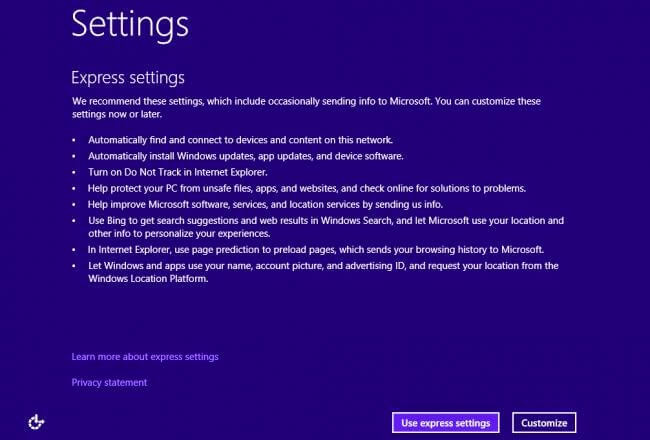 Settings
Express settings
We recommend these settings, which include occasionally sending info to Microsoft. You can customize these
settings now or later.
• Automatically find and connect to devices and content on this network.
• Automatically install Windows updates, app updates, and device software.
• Turn on Do Not Track in Internet Explorer.
• Help protect your PC from unsafe files, apps, and websites, and check online for solutions to problems.
• Help improve Microsoft software, services, and location services by sending us info.
• Use Bing to get search suggestions and web results in Windows Search, and let Microsoft use your location and
other info to personalize your experiences.
• In Internet Explorer, use page prediction to preload pages, which sends your browsing history to Microsoft.
• Let Windows and apps use your name, account picture, and advertising ID, and request your location from the
Windows Location Platform.
Learn more about express settings
Privacy statement
Use express settings
Customize